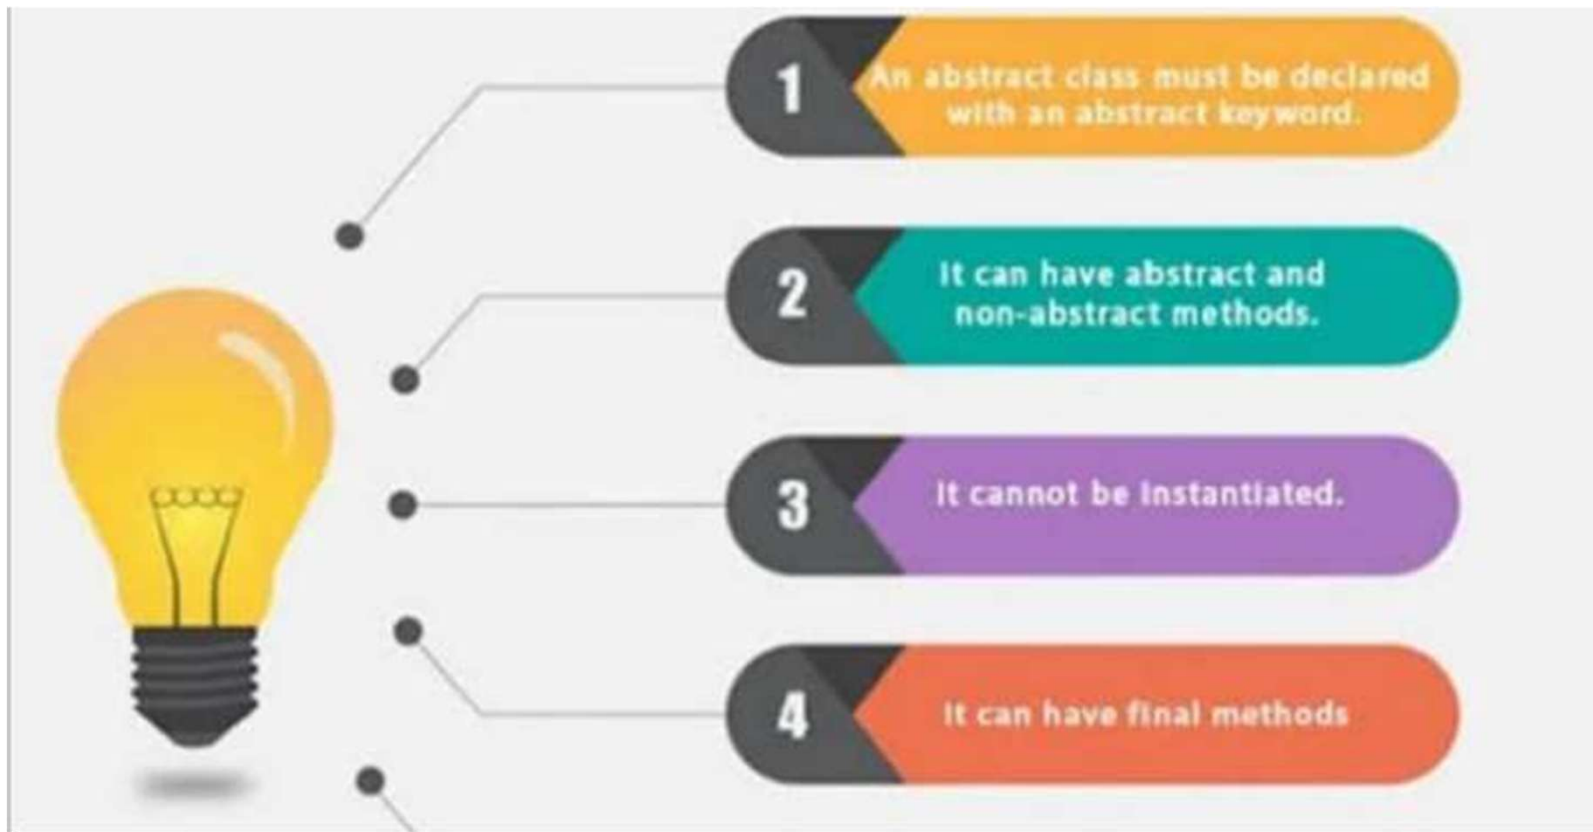 1
An abstract class must be declared
with an abstract keyword.
2
It can have abstract and
non-abstract methods.
3
It cannot be instantiated.
4
It can have final methods